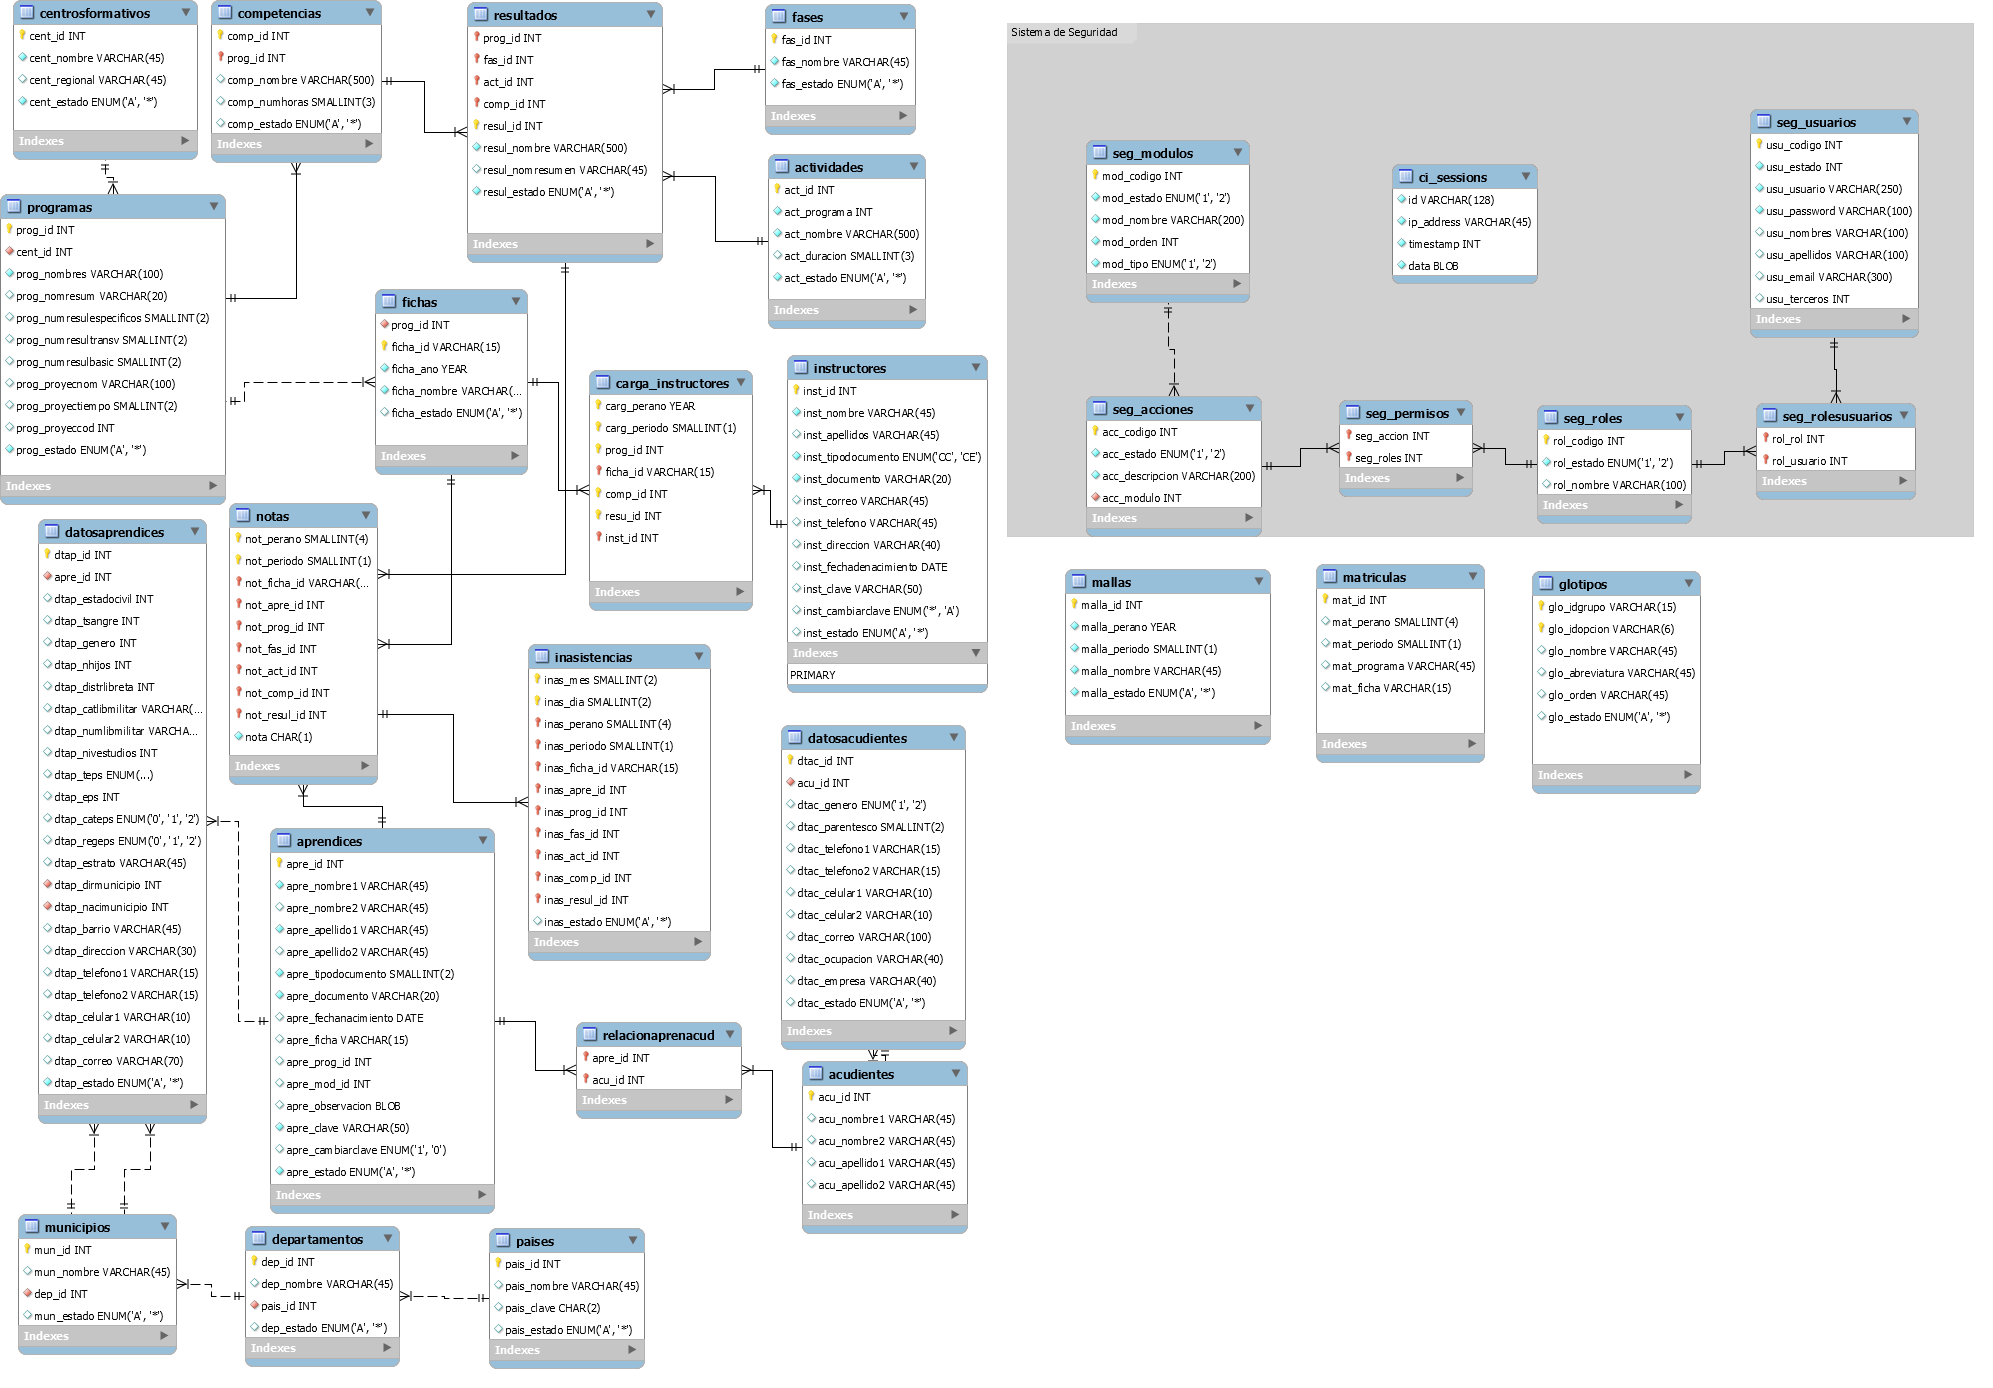 centrosformativos
cent_id INT
cent_nombre VARCHAR(45)
cent_regional VARCHAR(45)
cent_estado ENUM('A', '*')
Indexes
competencias
comp_id INT
prog_id INT
comp_nombre VARCHAR(500)
comp_numhoras SMALLINT(3)
comp_estado ENUM('A', '*')
Indexes
resultados
prog_id INT
fas_id INT
act_id INT
comp_id INT
resul_id INT
resul_nombre VARCHAR(500)
resul_nomresumen VARCHAR(45)
resul_estado ENUM('A', '*')
Indexes
fases
fas_id INT
fas_nombre VARCHAR(45)
fas_estado ENUM('A', '*')
Indexes
actividades
act_id INT
act_programa INT
act_nombre VARCHAR(500)
act_duracion SMALLINT(3)
act_estado ENUM('A', '*')
Indexes
programas
prog_id INT
cent_id INT
prog_nombres VARCHAR(100)
prog_nomresum VARCHAR(20)
prog_numresulespecificos SMALLINT(2)
prog_numresultransv SMALLINT(2)
prog_numresulbasic SMALLINT(2)
prog_proyecnom VARCHAR(100)
prog_proyectiempo SMALLINT(2)
prog_proyeccod INT
prog_estado ENUM('A', '*')
Indexes
fichas
prog_id INT
ficha_id VARCHAR(15)
ficha_ano YEAR
ficha_nombre VARCHAR(...
ficha_estado ENUM('A', '*')
Indexes
carga_instructores
carg_perano YEAR
carg_periodo SMALLINT(1)
prog_id INT
ficha_id VARCHAR(15)
comp_id INT
resu_id INT
inst_id INT
Indexes
instructores
inst_id INT
inst_nombre VARCHAR(45)
inst_apellidos VARCHAR(45)
inst_tipodocumento ENUM('CC', 'CE')
inst_documento VARCHAR(20)
inst_correo VARCHAR(45)
inst_telefono VARCHAR(45)
inst_direccion VARCHAR(40)
inst_fechadenacimiento DATE
inst_clave VARCHAR(50)
inst_cambiarclave ENUM('*', 'A')
inst_estado ENUM('A', '*')
Indexes
PRIMARY
datosaprendices
dtap_id INT
apre_id INT
dtap_estadocivil INT
dtap_tsangre INT
dtap_genero INT
dtap_nhijos INT
dtap_distrlibreta INT
dtap_catlibmilitar VARCHAR(...
dtap_numlibmilitar VARCHA...
dtap_nivestudios INT
dtap_teps ENUM(...)
dtap_eps INT
dtap_cateps ENUM('0', '1', '2')
dtap_regeps ENUM('0', '1', '2')
dtap_estrato VARCHAR(45)
dtap_dirmunicipio INT
dtap_nacimunicipio INT
dtap_barrio VARCHAR(45)
dtap_direccion VARCHAR(30)
dtap_telefono1 VARCHAR(15)
dtap_telefono2 VARCHAR(15)
dtap_celular1 VARCHAR(10)
dtap_celular2 VARCHAR(10)
dtap_correo VARCHAR(70)
dtap_estado ENUM('A', '*')
Indexes
notas
not_perano SMALLINT(4)
not_periodo SMALLINT(1)
not_ficha_id VARCHAR(...
not_apre_id INT
not_prog_id INT
not_fas_id INT
not_act_id INT
not_comp_id INT
not_resul_id INT
nota CHAR(1)
Indexes
inasistencias
inas_mes SMALLINT(2)
inas_dia SMALLINT(2)
inas_perano SMALLINT(4)
inas_periodo SMALLINT(1)
inas_ficha_id VARCHAR(15)
inas_apre_id INT
inas_prog_id INT
inas_fas_id INT
inas_act_id INT
inas_comp_id INT
inas_resul_id INT
inas_estado ENUM('A', '*')
Indexes
datosacudientes
dtac_id INT
acu_id INT
dtac_genero ENUM('1', '2')
dtac_parentesco SMALLINT(2)
dtac_telefono1 VARCHAR(15)
dtac_telefono2 VARCHAR(15)
dtac_celular1 VARCHAR(10)
dtac_celular2 VARCHAR(10)
dtac_correo VARCHAR(100)
dtac_ocupacion VARCHAR(40)
dtac_empresa VARCHAR(40)
dtac_estado ENUM('A', '*')
Indexes
aprendices
apre_id INT
apre_nombre1 VARCHAR(45)
apre_nombre2 VARCHAR(45)
apre_apellido1 VARCHAR(45)
apre_apellido2 VARCHAR(45)
apre_tipodocumento SMALLINT(2)
apre_documento VARCHAR(20)
apre_fechanacimiento DATE
apre_ficha VARCHAR(15)
apre_prog_id INT
apre_mod_id INT
apre_observacion BLOB
apre_clave VARCHAR(50)
apre_cambiarclave ENUM('1', '0')
apre_estado ENUM('A', '*')
Indexes
relacionaprenacud
apre_id INT
acu_id INT
Indexes
acudientes
acu_id INT
acu_nombre1 VARCHAR(45)
acu_nombre2 VARCHAR(45)
acu_apellido1 VARCHAR(45)
acu_apellido2 VARCHAR(45)
Indexes
municipios
mun_id INT
mun_nombre VARCHAR(45)
dep_id INT
mun_estado ENUM('A', '*')
Indexes
departamentos
dep_id INT
dep_nombre VARCHAR(45)
pais_id INT
dep_estado ENUM('A', '*')
Indexes
paises
pais_id INT
pais_nombre VARCHAR(45)
pais_clave CHAR(2)
pais_estado ENUM('A', '*')
Indexes
Sistema de Seguridad
seg_modulos
mod_codigo INT
mod_estado ENUM('1', '2')
mod_nombre VARCHAR(200)
mod_orden INT
mod_tipo ENUM('1', '2')
Indexes
ci_sessions
id VARCHAR(128)
ip_address VARCHAR(45)
timestamp INT
data BLOB
seg_usuarios
usu_codigo INT
usu_estado INT
usu_usuario VARCHAR(250)
usu_password VARCHAR(100)
usu_nombres VARCHAR(100)
usu_apellidos VARCHAR(100)
usu_email VARCHAR(300)
usu_terceros INT
Indexes
seg_acciones
acc_codigo INT
acc_estado ENUM('1', '2')
acc_descripcion VARCHAR(200)
acc_modulo INT
Indexes
seg_permisos
seg_accion INT
seg_roles INT
Indexes
seg_roles
rol_codigo INT
rol_estado ENUM('1', '2')
rol_nombre VARCHAR(100)
Indexes
seg_rolesusuarios
rol_rol INT
rol_usuario INT
Indexes
mallas
malla_id INT
malla_perano YEAR
malla_periodo SMALLINT(1)
malla_nombre VARCHAR(45)
malla_estado ENUM('A', '*')
Indexes
matriculas
mat_id INT
mat_perano SMALLINT(4)
mat_periodo SMALLINT(1)
mat_programa VARCHAR(45)
mat_ficha VARCHAR(15)
Indexes
glotipos
glo_idgrupo VARCHAR(15)
glo_idopcion VARCHAR(6)
glo_nombre VARCHAR(45)
glo_abreviatura VARCHAR(45)
glo_orden VARCHAR(45)
glo_estado ENUM('A', '*')
Indexes